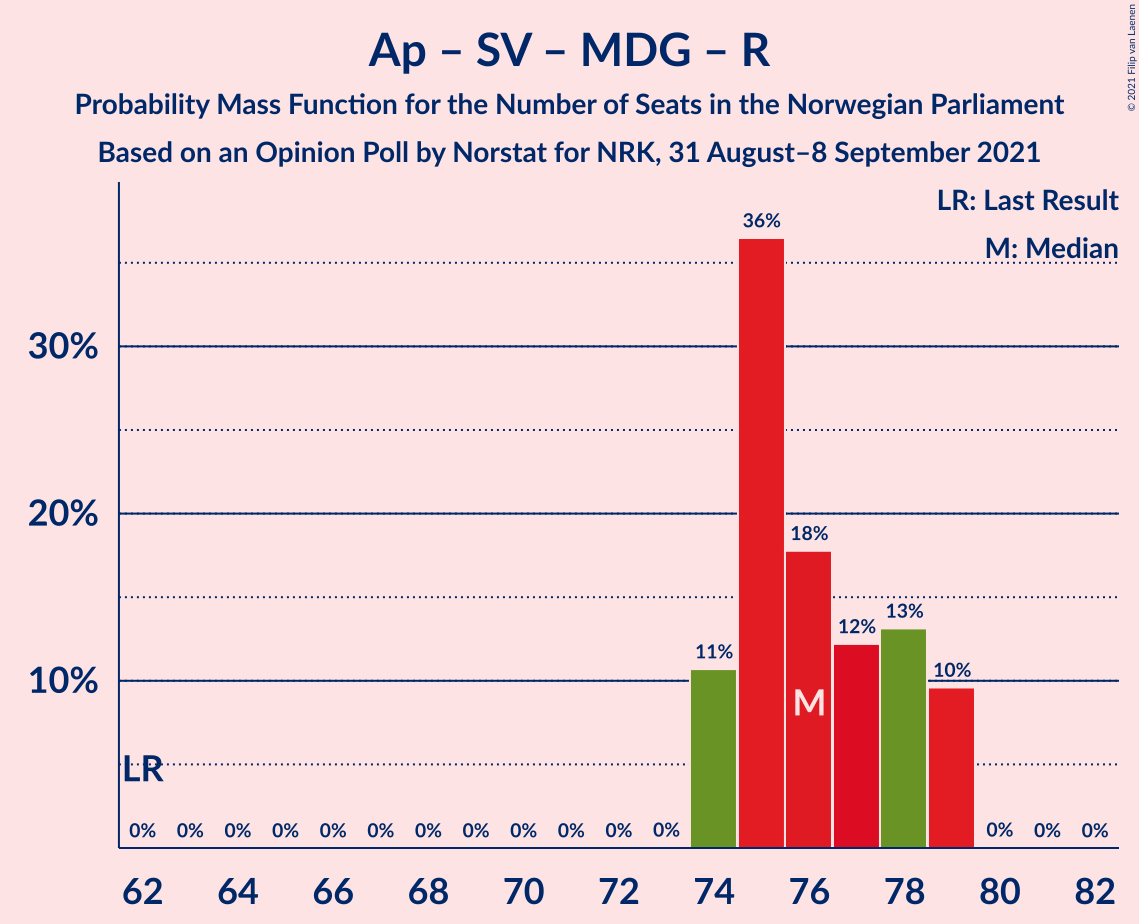 Ap – SV – MDG – R
Probability Mass Function for the Number of Seats in the Norwegian Parliament
Based on an Opinion Poll by Norstat for NRK, 31 August–8 September 2021
© 2021 Filip van Laenen
LR: Last Result
M: Median
30%
20%
10%
LR
0% 0% 0% 0% 0% 0% 0% 0% 0% 0% 0% 0% 11% 36% 18% 12% 13% 10% 0% 0% 0%
M
62 64 66 68 70 72 74 76 78 80 82